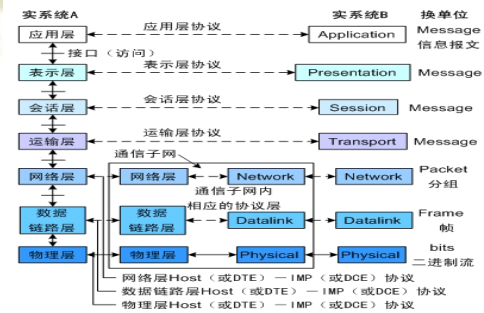 实系统A 实系统B 换单位
应用层 应用层协议 Application Message
信息报文
接口（访问）
表示层 表示层协议 Presentation Message
会话层 会话层协议 Session Message
运输层 运输层协议 Transport Message
通信子网
网络层 网络层 Network Network Packet
分组
通信子网内
相应的协议层
数据 数据 Datalink Datalink Frame
链路层 链路层 帧
物理层 物理层 Physical Physical bits
二进制流
网络层Host（或DTE）－IMP（或DCE）协议
数据链路层Host（或DTE）－IMP（或DCE）协议
物理层Host（或DTE）－IMP（或DCE）协议